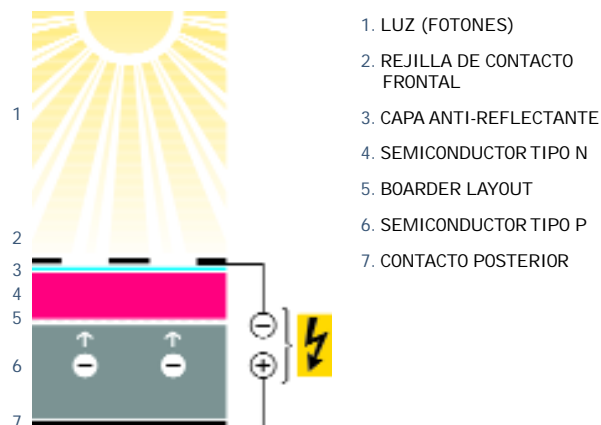 1. LUZ (FOTONES)
2. REJILLA DE CONTACTO
FRONTAL
3. CAPA ANTI-REFLECTANTE
4. SEMICONDUCTOR TIPO N
5. BOARDER LAYOUT
6. SEMICONDUCTOR TIPO P
7. CONTACTO POSTERIOR
1
2
3
4
5
6
7